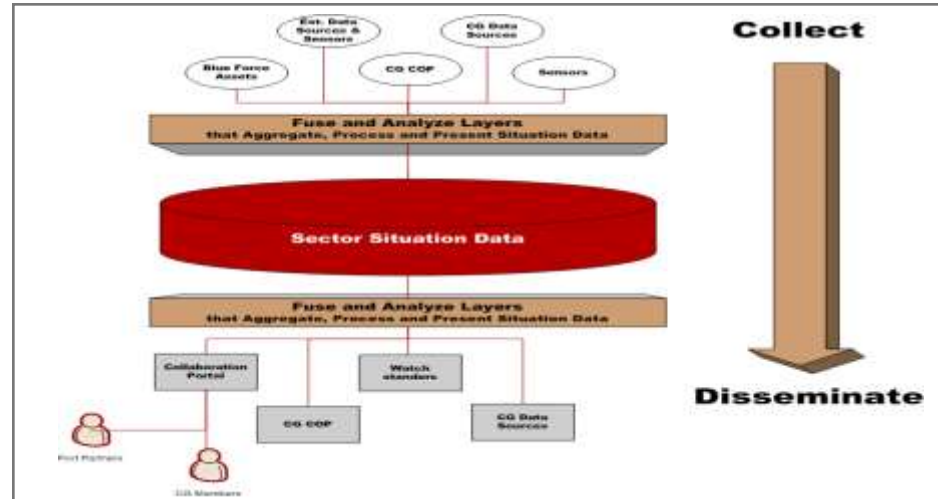 Ext. Data
Sources &
Sensors
CG Data
Sources
Collect
Blue Force
Assets
CG COP
Sensors
Fuse and Analyze Layers
that Aggregate, Process and Present Situation Data
Sector Situation Data
Fuse and Analyze Layers
that Aggregate, Process and Present Situation Data
Collaboration
Portal
Watch
standers
Disseminate
CG COP
CG Data
Sources
Port Partners
Members